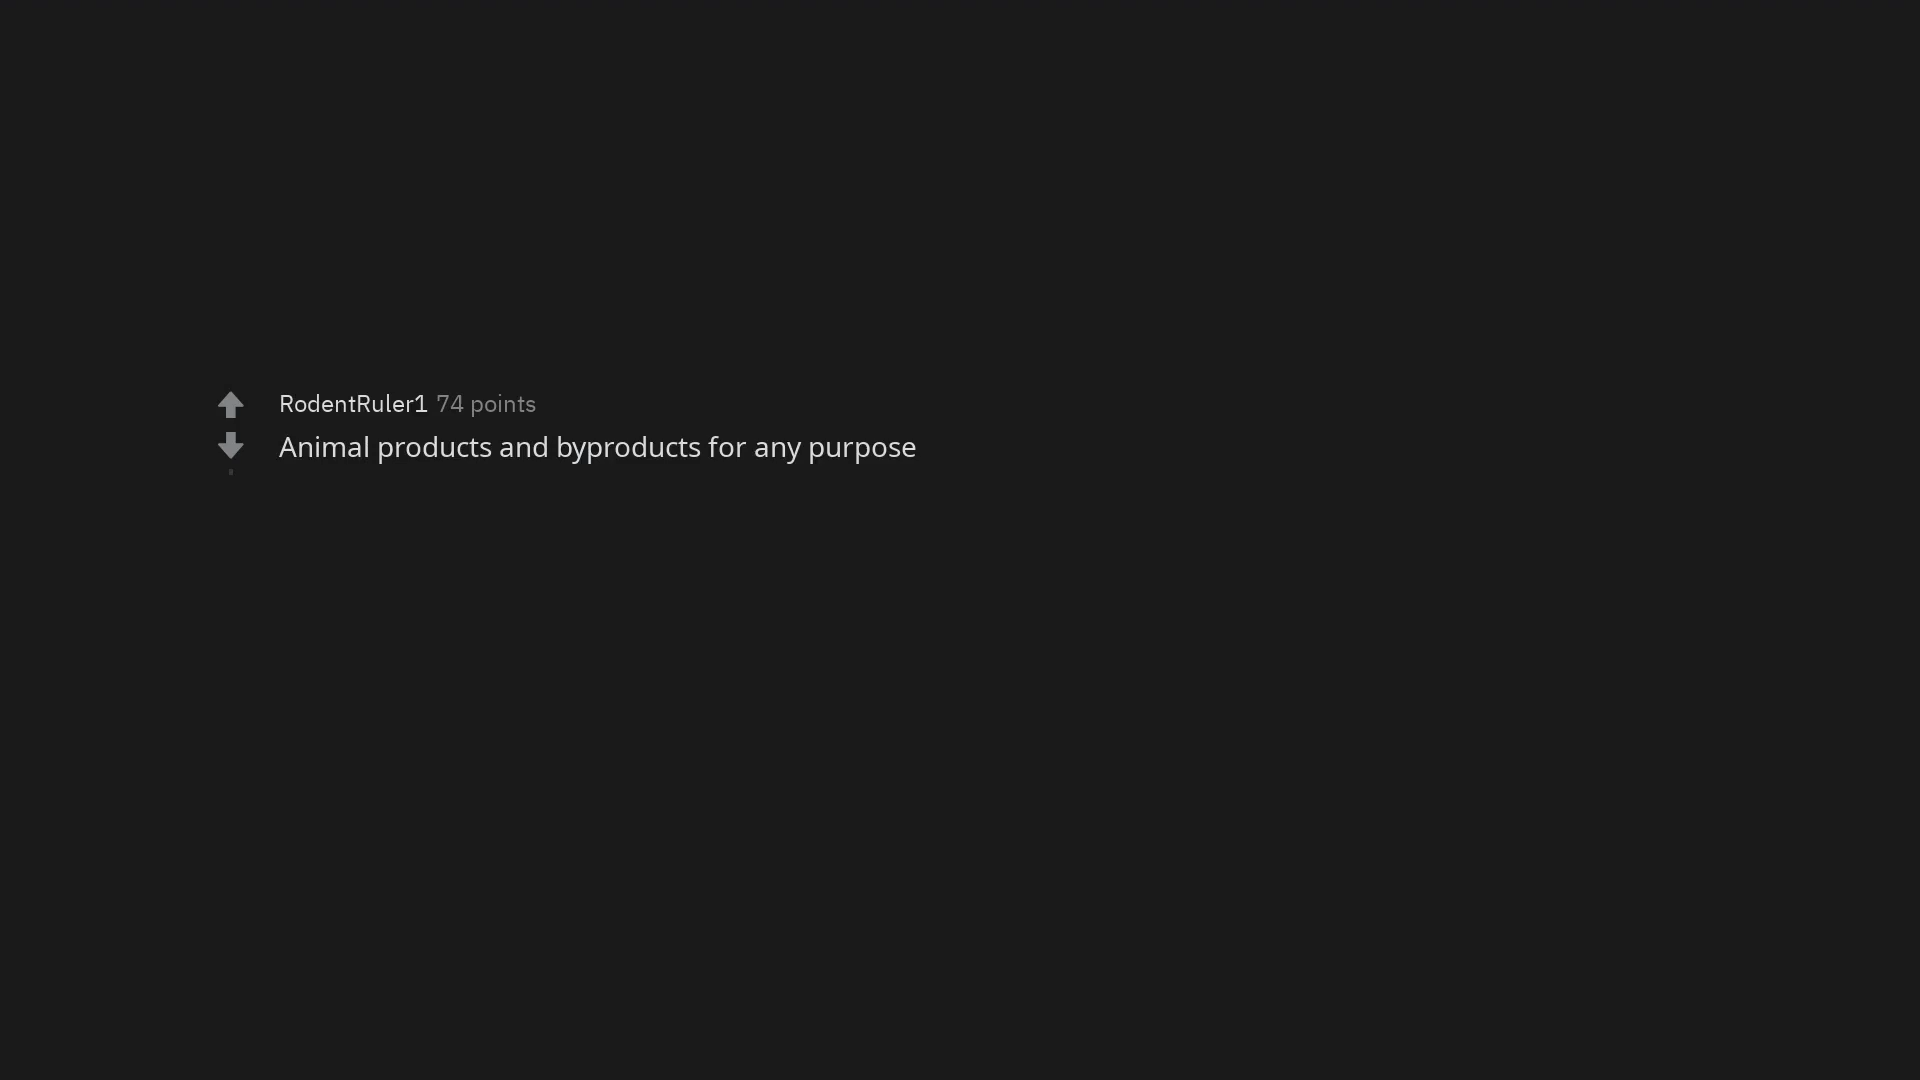 RodentRuler1 74 points
Animal products and byproducts for any purpose